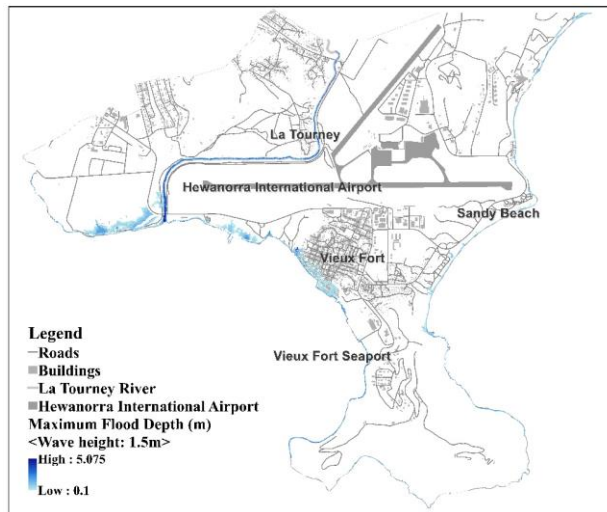 La Tourney
Hewanorra International Airport
Sandy Beach
Vieux Fort
Vieux Fort Seaport
Legend
Roads
Buildings
La Tourney River
Hewanorra International Airport
Maximum Flood Depth (m)
<Wave height: 1.5m>
High : 5.075
Low : 0.1